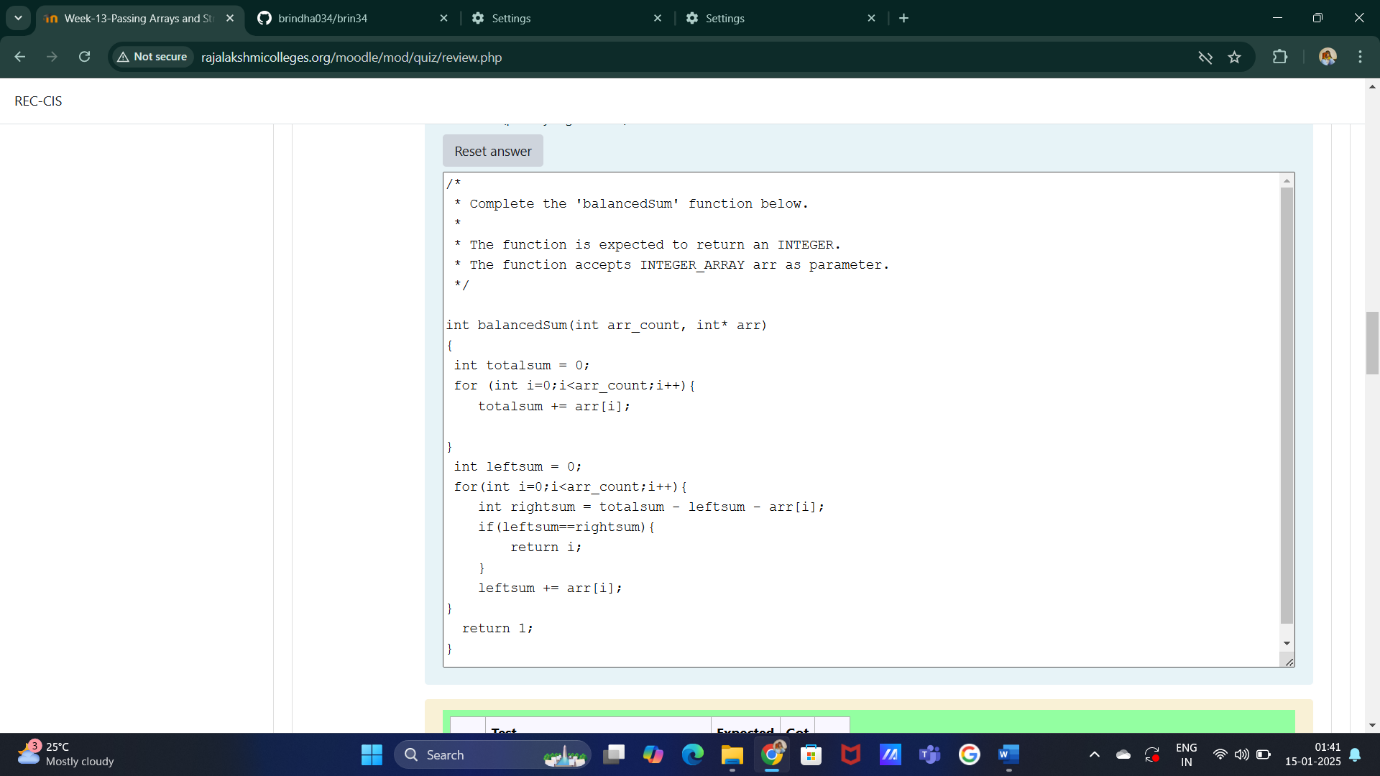 Week-13-Passing Arrays and St
brindha034/brin34
Settings
Settings
Not secure
rajalakshmicolleges.org/moodle/mod/quiz/review.php
REC-CIS
Reset answer
/*
* Complete the 'balancedSum' function below.
*
* The function is expected to return an INTEGER.
* The function accepts INTEGER_ARRAY arr as parameter.
*/
int balancedSum(int arr_count, int* arr)
{
int totalsum = 0;
for (int i=0;i<arr_count;i++){
totalsum += arr[i];
}
int leftsum = 0;
for(int i=0;i<arr_count;i++){
int rightsum = totalsum - leftsum - arr[i];
if(leftsum==rightsum){
return i;
}
leftsum += arr[i];
}
return 1;
}
Test Expected Got
3
25°C
Mostly cloudy
Search
ENG
IN
01:41
15-01-2025